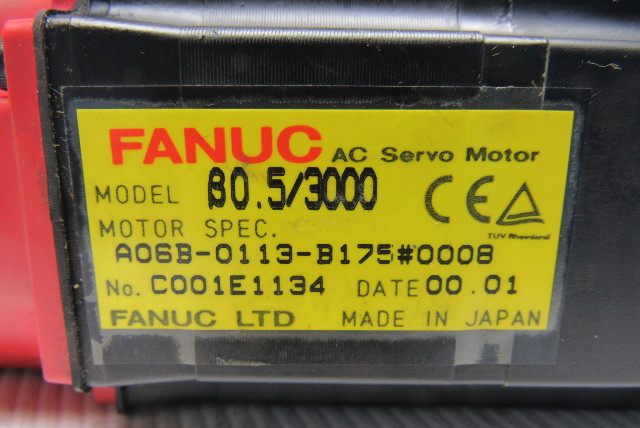 FANUC AC Servo Motor
MODEL β0.5/3000 CE
TÜV Rheinland
MOTOR SPEC.
A06B-0113-B175#0008
No. C001E1134 DATE 00.01
FANUC LTD MADE IN JAPAN